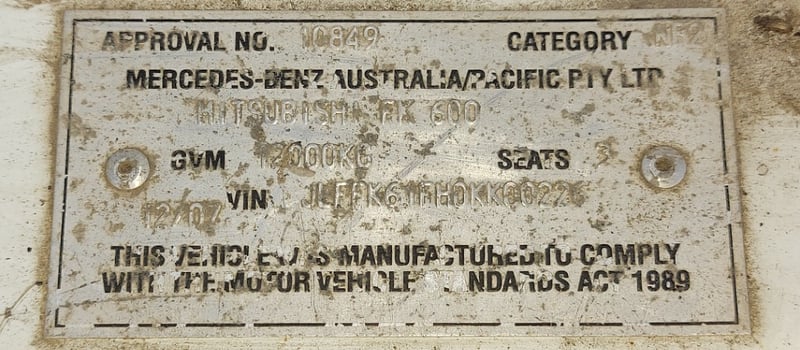 APPROVAL NO. 10849 CATEGORY NB2
MERCEDES-BENZ AUSTRALIA/PACIFIC PTY LTD
MITSUBISHI FK 600
GVM 12000KG SEATS 3
VIN
12/07
THIS VEHICLE WAS MANUFACTURED TO COMPLY
WITH THE MOTOR VEHICLE STANDARDS ACT 1989